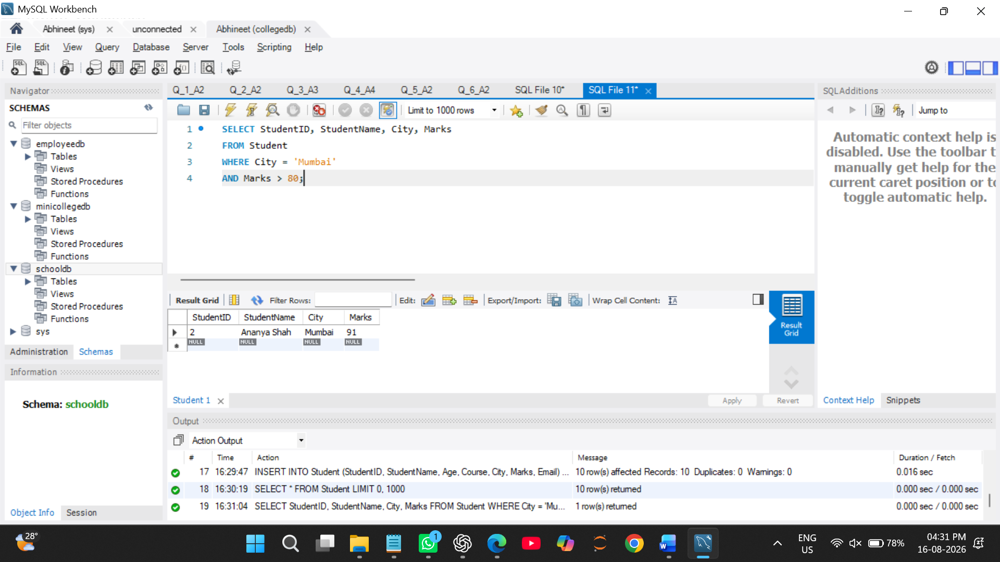 MySQL Workbench
Abhineet (sys)
unconnected
Abhineet (collegedb)
File Edit View Query Database Server Tools Scripting Help
Navigator
SCHEMAS
Filter objects
employeedb
Tables
Views
Stored Procedures
Functions
minicollegedb
Tables
Views
Stored Procedures
Functions
schooldb
Tables
Views
Stored Procedures
Functions
sys
Administration Schemas
Information
Schema: schooldb
Object Info Session
Q_1_A2 Q_2_A2 Q_3_A3 Q_4_A4 Q_5_A2 Q_6_A2 SQL File 10* SQL File 11*
Limit to 1000 rows
1 SELECT StudentID, StudentName, City, Marks
2 FROM Student
3 WHERE City = 'Mumbai'
4 AND Marks > 80;
Result Grid Filter Rows: Edit: Export/Import: Wrap Cell Content:
StudentID StudentName City Marks
2 Ananya Shah Mumbai 91
NULL NULL NULL NULL
Result
Grid
Student 1
Apply Revert
SQLAdditions
Jump to
Automatic context help is
disabled. Use the toolbar t
manually get help for the
current caret position or to
toggle automatic help.
Context Help Snippets
Output
Action Output
# Time Action Message Duration / Fetch
17 16:29:47 INSERT INTO Student (StudentID, StudentName, Age, Course, City, Marks, Email) ... 10 row(s) affected Records: 10 Duplicates: 0 Warnings: 0 0.016 sec
18 16:30:19 SELECT * FROM Student LIMIT 0, 1000 10 row(s) returned 0.000 sec / 0.000 sec
19 16:31:04 SELECT StudentID, StudentName, City, Marks FROM Student WHERE City = 'Mu... 1 row(s) returned 0.000 sec / 0.000 sec
28°
1
ENG
US
78%
04:31 PM
16-08-2026